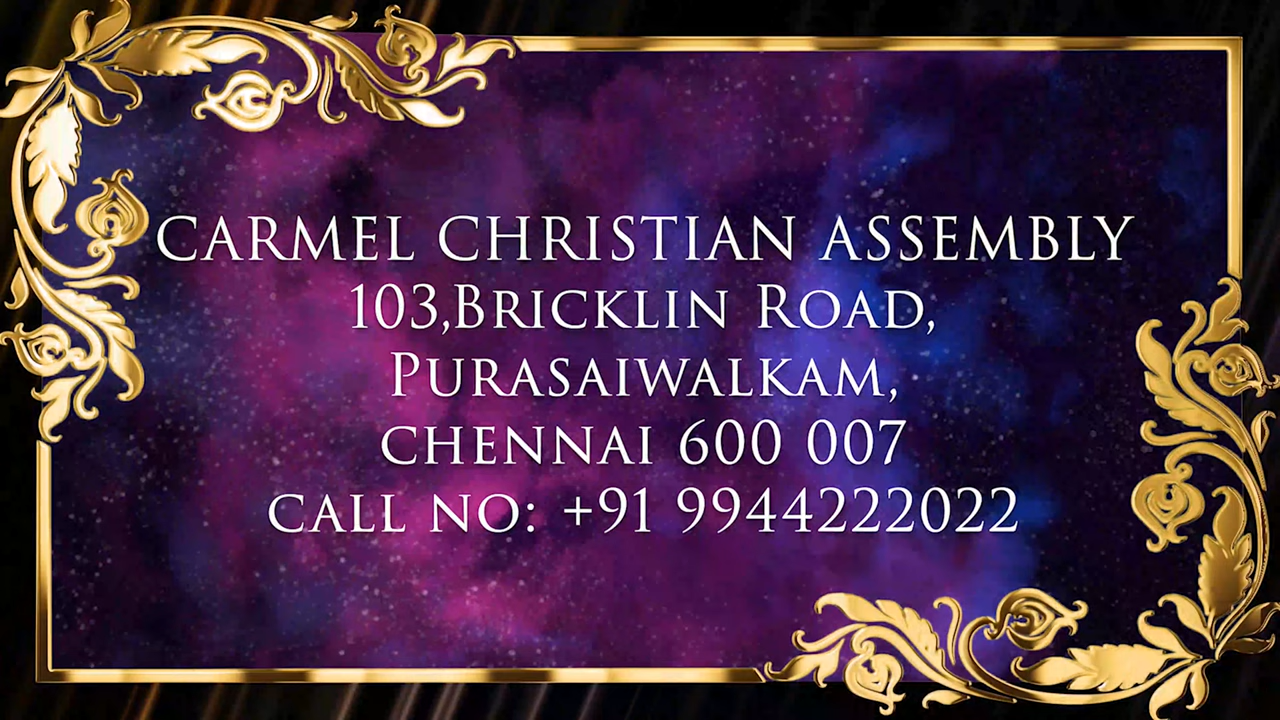 CARMEL CHRISTIAN ASSEMBLY
103,BRICKLIN ROAD,
PURASAIWALKAM,
CHENNAI 600 007
CALL NO: +91 9944222022